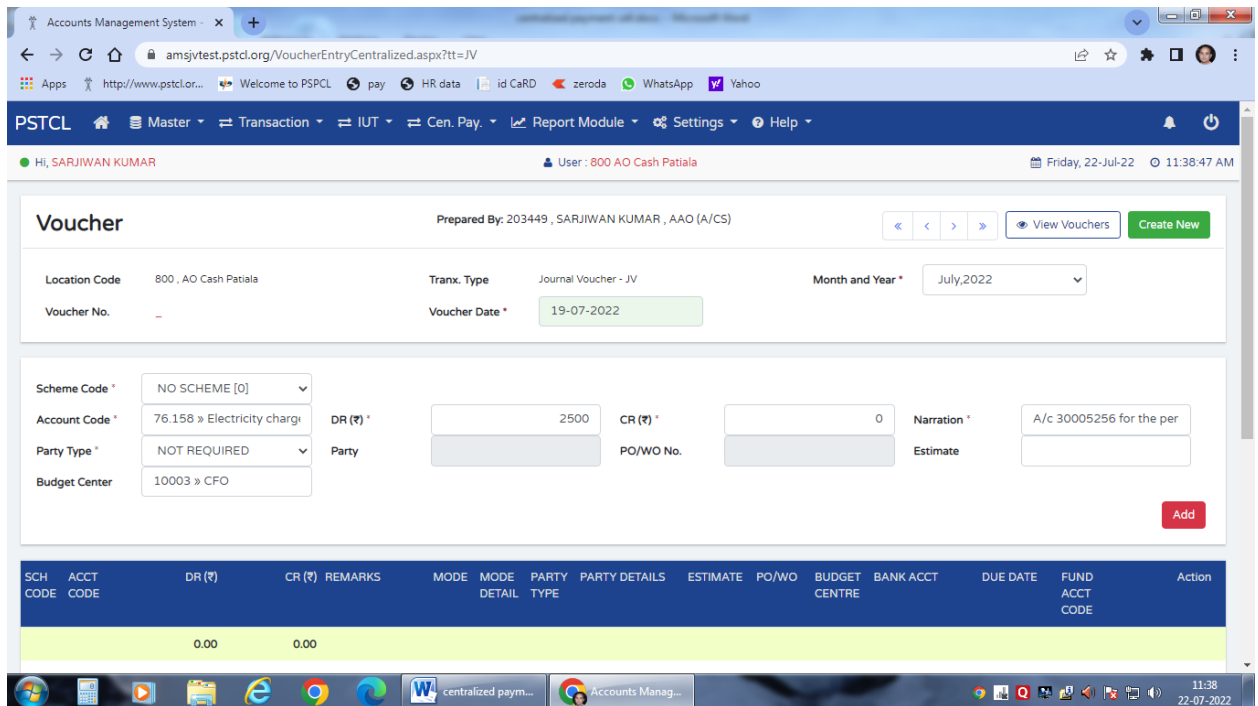 Accounts Management System -
amsjvtest.pstcl.org/VoucherEntryCentralized.aspx?tt=JV
Apps http://www.pstcl.or... Welcome to PSPCL pay HR data id CaRD zeroda WhatsApp Yahoo
PSTCL Master Transaction IUT Cen. Pay. Report Module Settings Help
Hi, SARJIWAN KUMAR User : 800 AO Cash Patiala Friday, 22-Jul-22 11:38:47 AM
Voucher Prepared By: 203449 , SARJIWAN KUMAR , AAO (A/CS) « ‹ › » View Vouchers Create New
Location Code 800 , AO Cash Patiala Tranx. Type Journal Voucher - JV Month and Year * July,2022
Voucher No. _ Voucher Date * 19-07-2022
Scheme Code * NO SCHEME [0]
Account Code * 76.158 » Electricity charge DR (₹) * 2500 CR (₹) * 0 Narration * A/c 30005256 for the per
Party Type * NOT REQUIRED Party PO/WO No. Estimate
Budget Center 10003 » CFO
Add
SCH ACCT DR (₹) CR (₹) REMARKS MODE MODE PARTY PARTY DETAILS ESTIMATE PO/WO BUDGET BANK ACCT DUE DATE FUND Action
CODE CODE DETAIL TYPE CENTRE ACCT
CODE
0.00 0.00
centralized paym... Accounts Manag... 11:38
22-07-2022